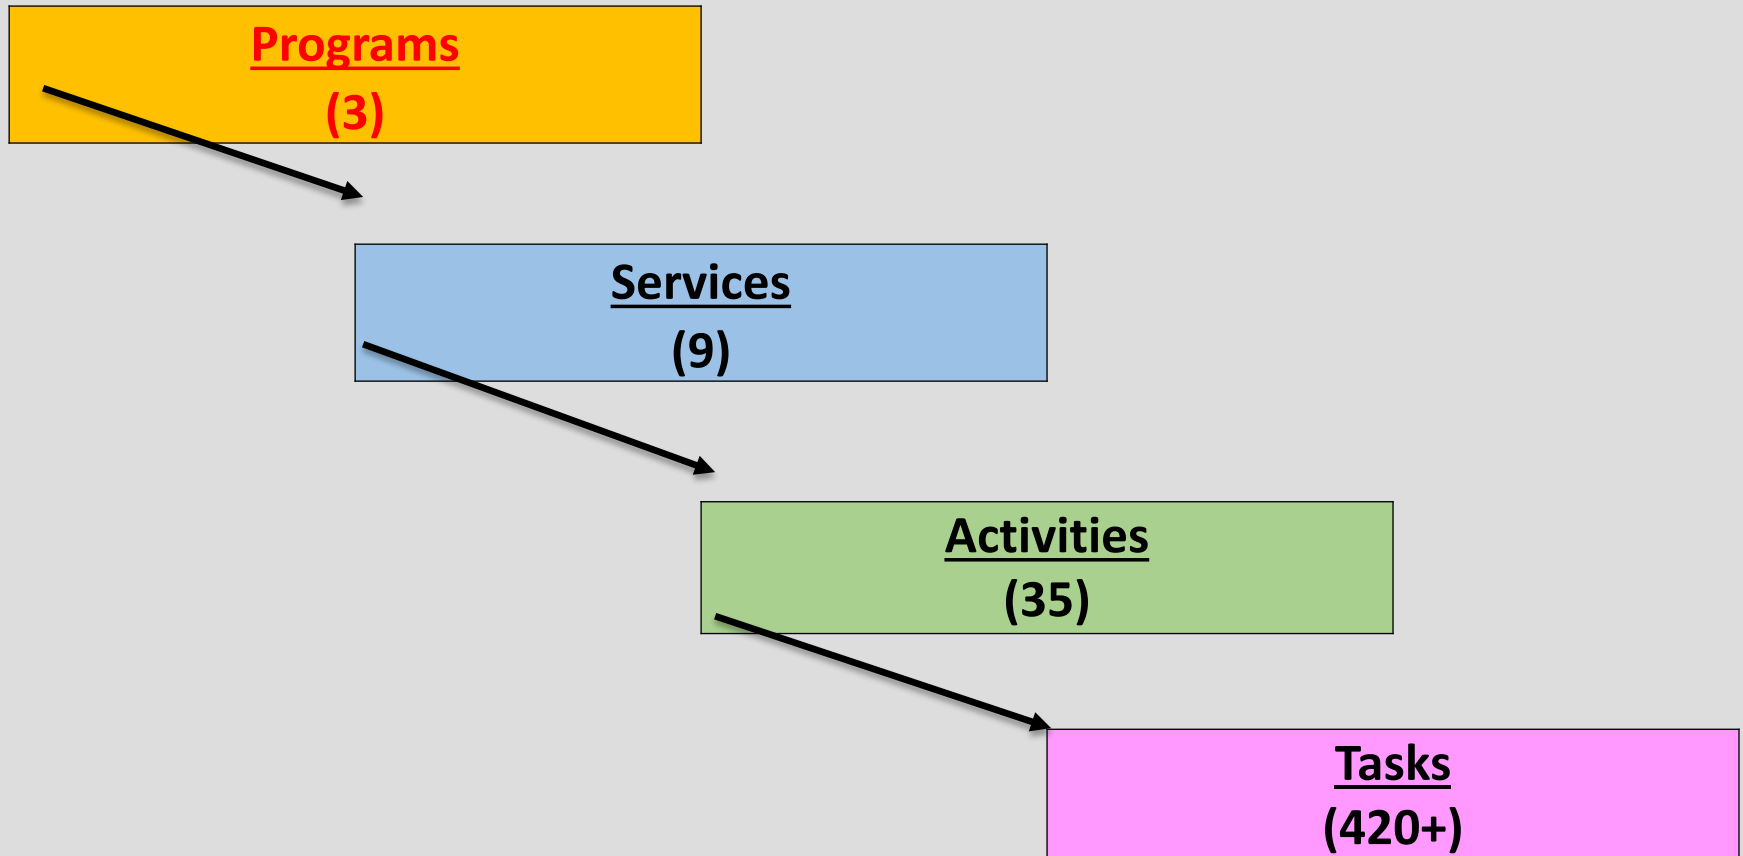 Programs
(3)
Services
(9)
Activities
(35)
Tasks
(420+)